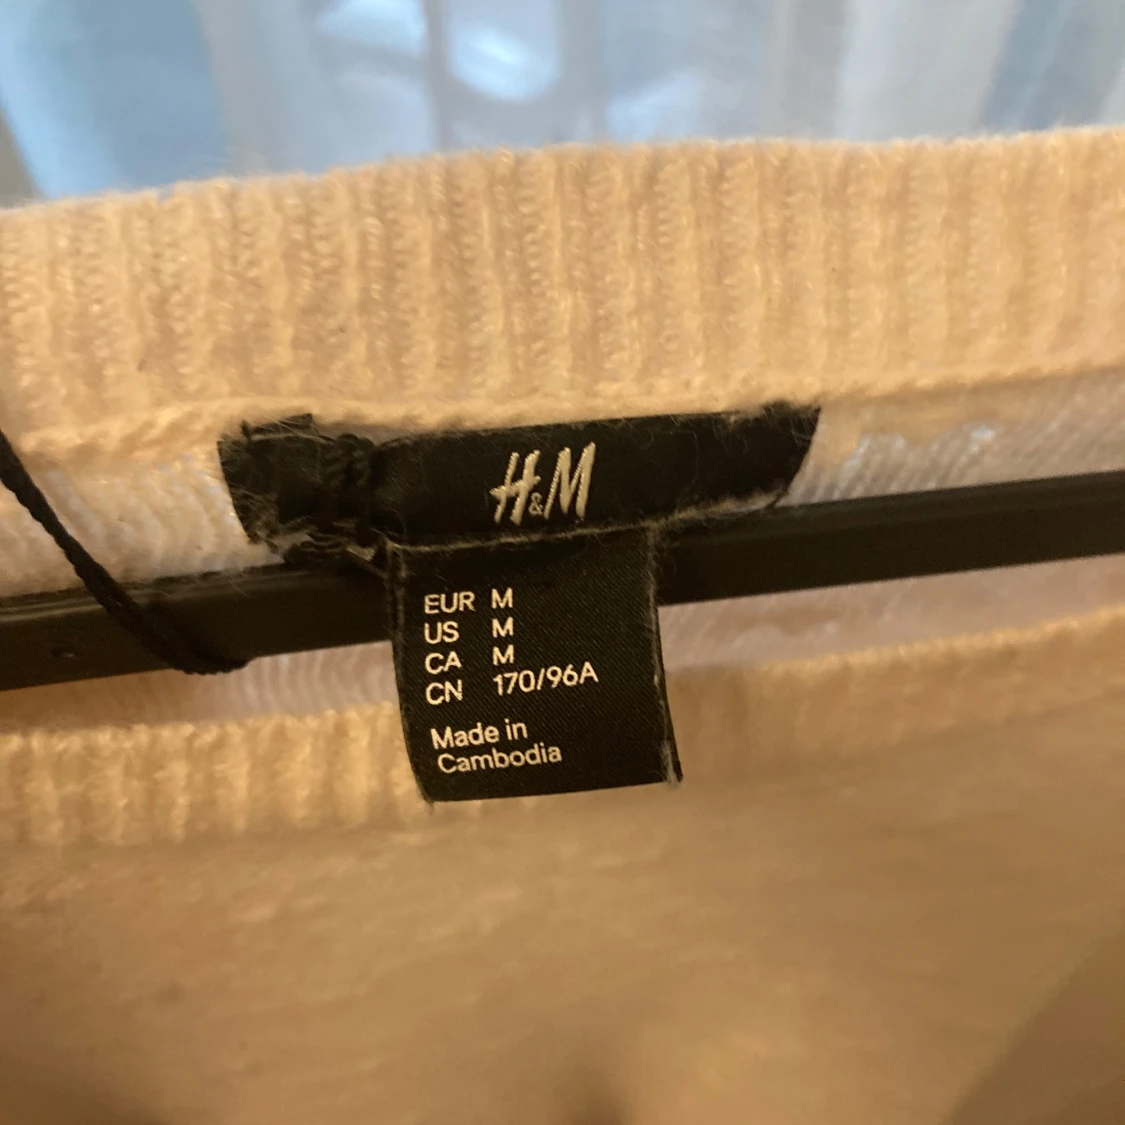 H&M
EUR M
US M
CA M
CN 170/96A
Made in
Cambodia